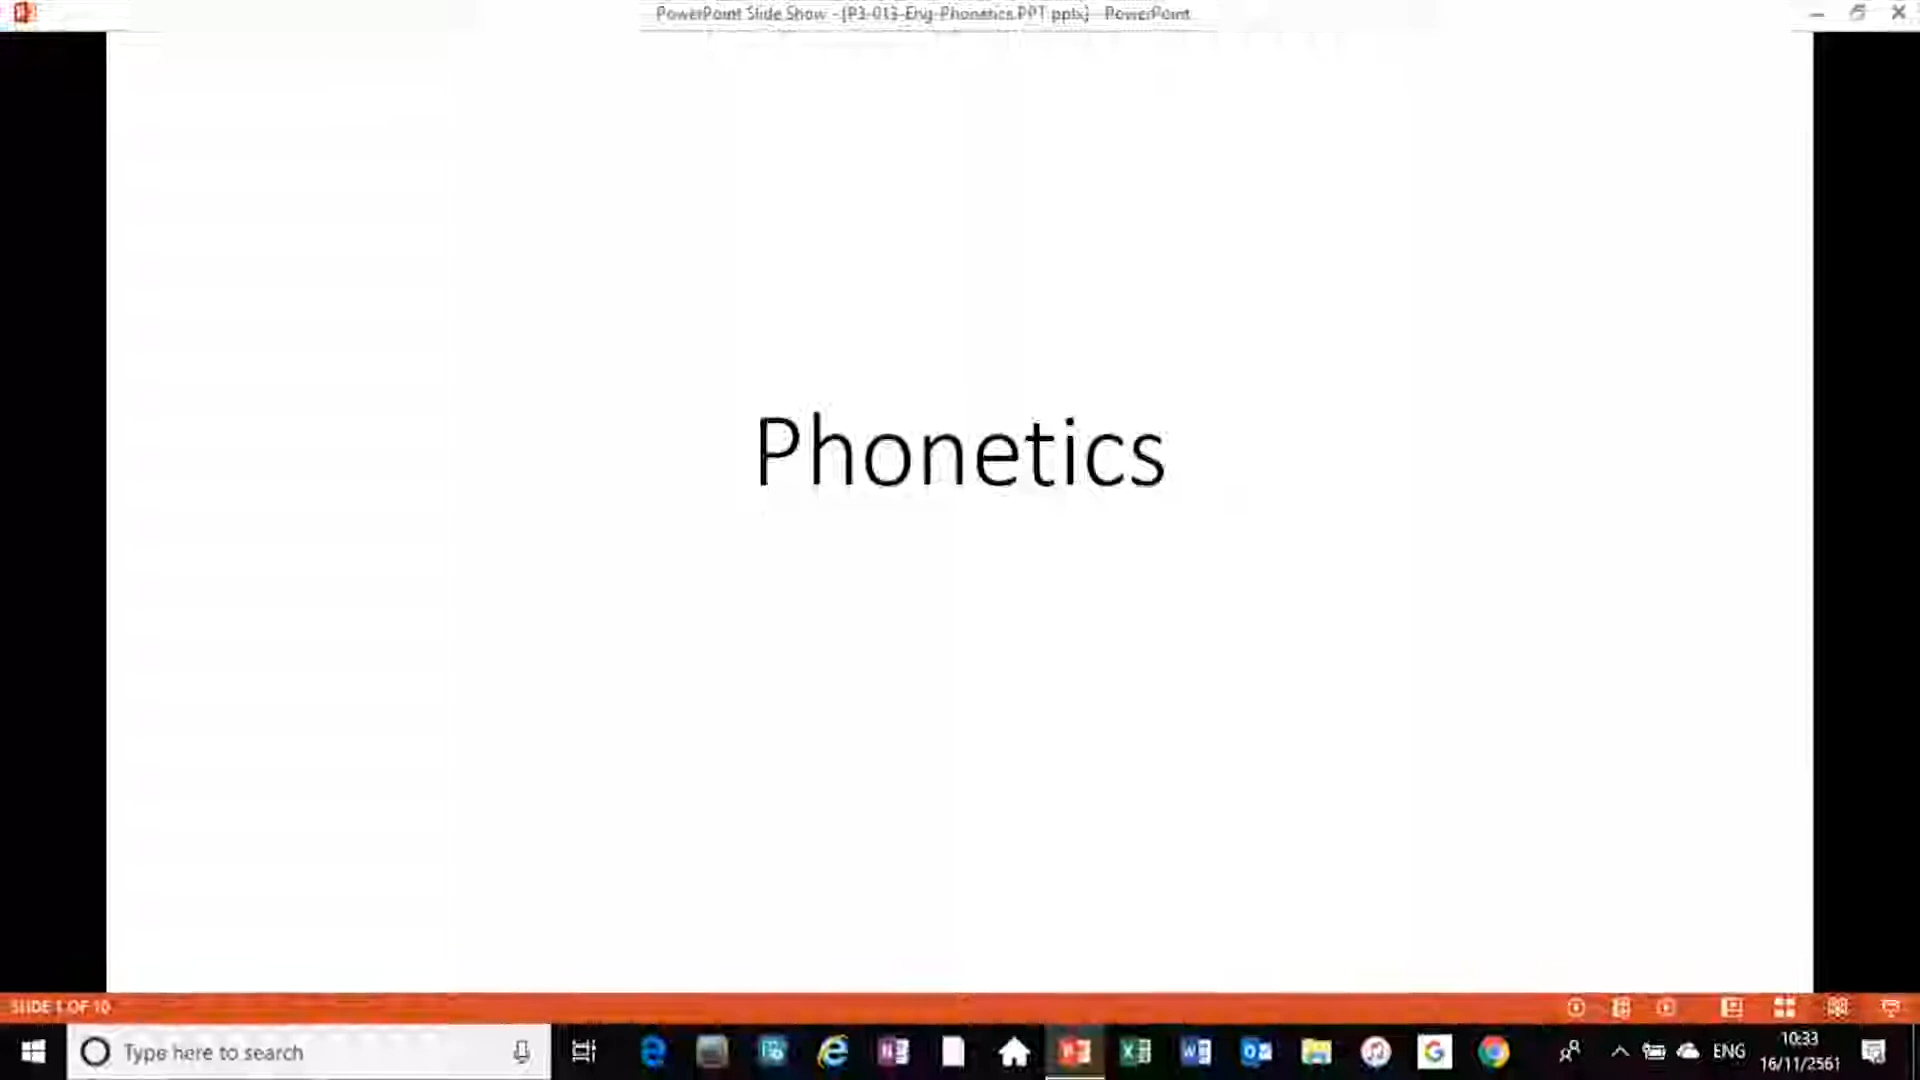 PowerPoint Slide Show - [P3-013-Eng-Phonetics.PPT.pptx] - PowerPoint
Phonetics
SLIDE 1 OF 10
Type here to search
ENG
10:33
16/11/2561